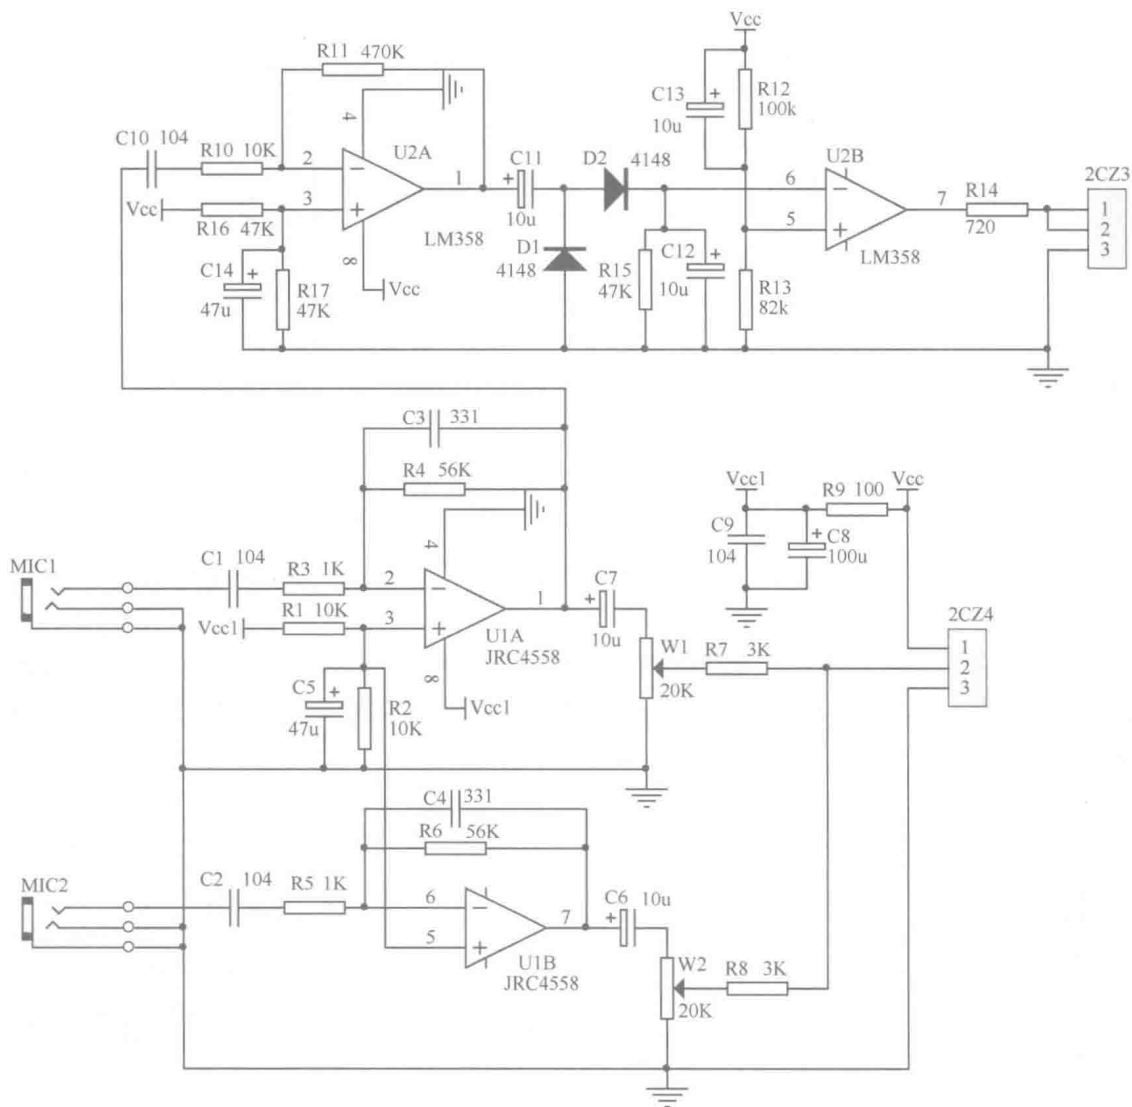 Vcc
R11 470K
C13
10u
R12
100k
4
C10 104
R10 10K
2
U2A
1
C11
10u
D2 4148
6
U2B
7
R14
720
2CZ3
1
2
3
Vcc
R16 47K
3
LM358
8
Vcc
D1
4148
5
LM358
C14
47u
R17
47K
R15
47K
C12
10u
R13
82k
C3 331
R4 56K
Vcc1
Vcc
R9 100
C9
104
C8
100u
4
MIC1
C1 104
R3 1K
2
1
C7
10u
R1 10K
Vcc1
3
U1A
JRC4558
8
Vcc1
W1
20K
R7 3K
2CZ4
1
2
3
C5
47u
R2
10K
C4 331
R6 56K
MIC2
C2 104
R5 1K
6
7
5
U1B
JRC4558
C6 10u
W2
20K
R8 3K